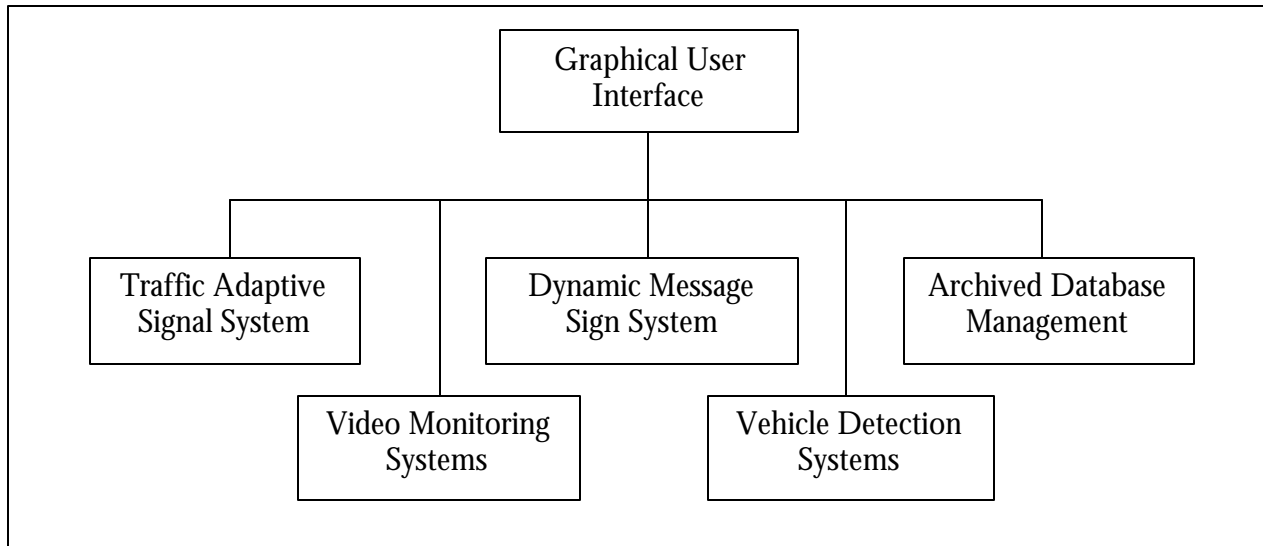 Graphical User
Interface
Traffic Adaptive
Signal System
Dynamic Message
Sign System
Archived Database
Management
Video Monitoring
Systems
Vehicle Detection
Systems